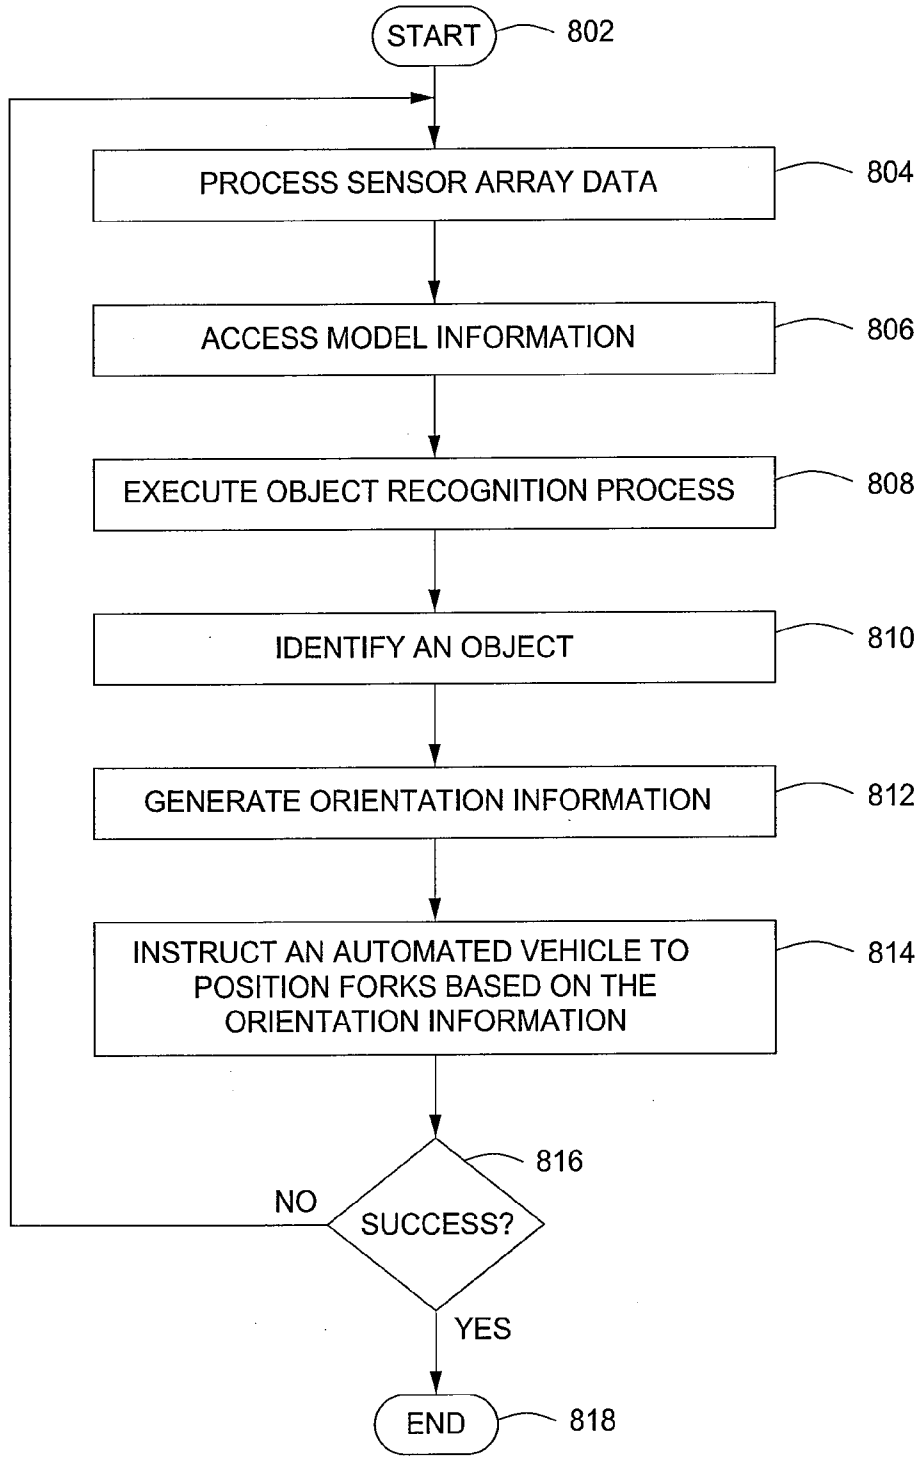 START
802
PROCESS SENSOR ARRAY DATA
804
ACCESS MODEL INFORMATION
806
EXECUTE OBJECT RECOGNITION PROCESS
808
IDENTIFY AN OBJECT
810
GENERATE ORIENTATION INFORMATION
812
INSTRUCT AN AUTOMATED VEHICLE TO
POSITION FORKS BASED ON THE
ORIENTATION INFORMATION
814
816
NO
SUCCESS?
YES
END
818